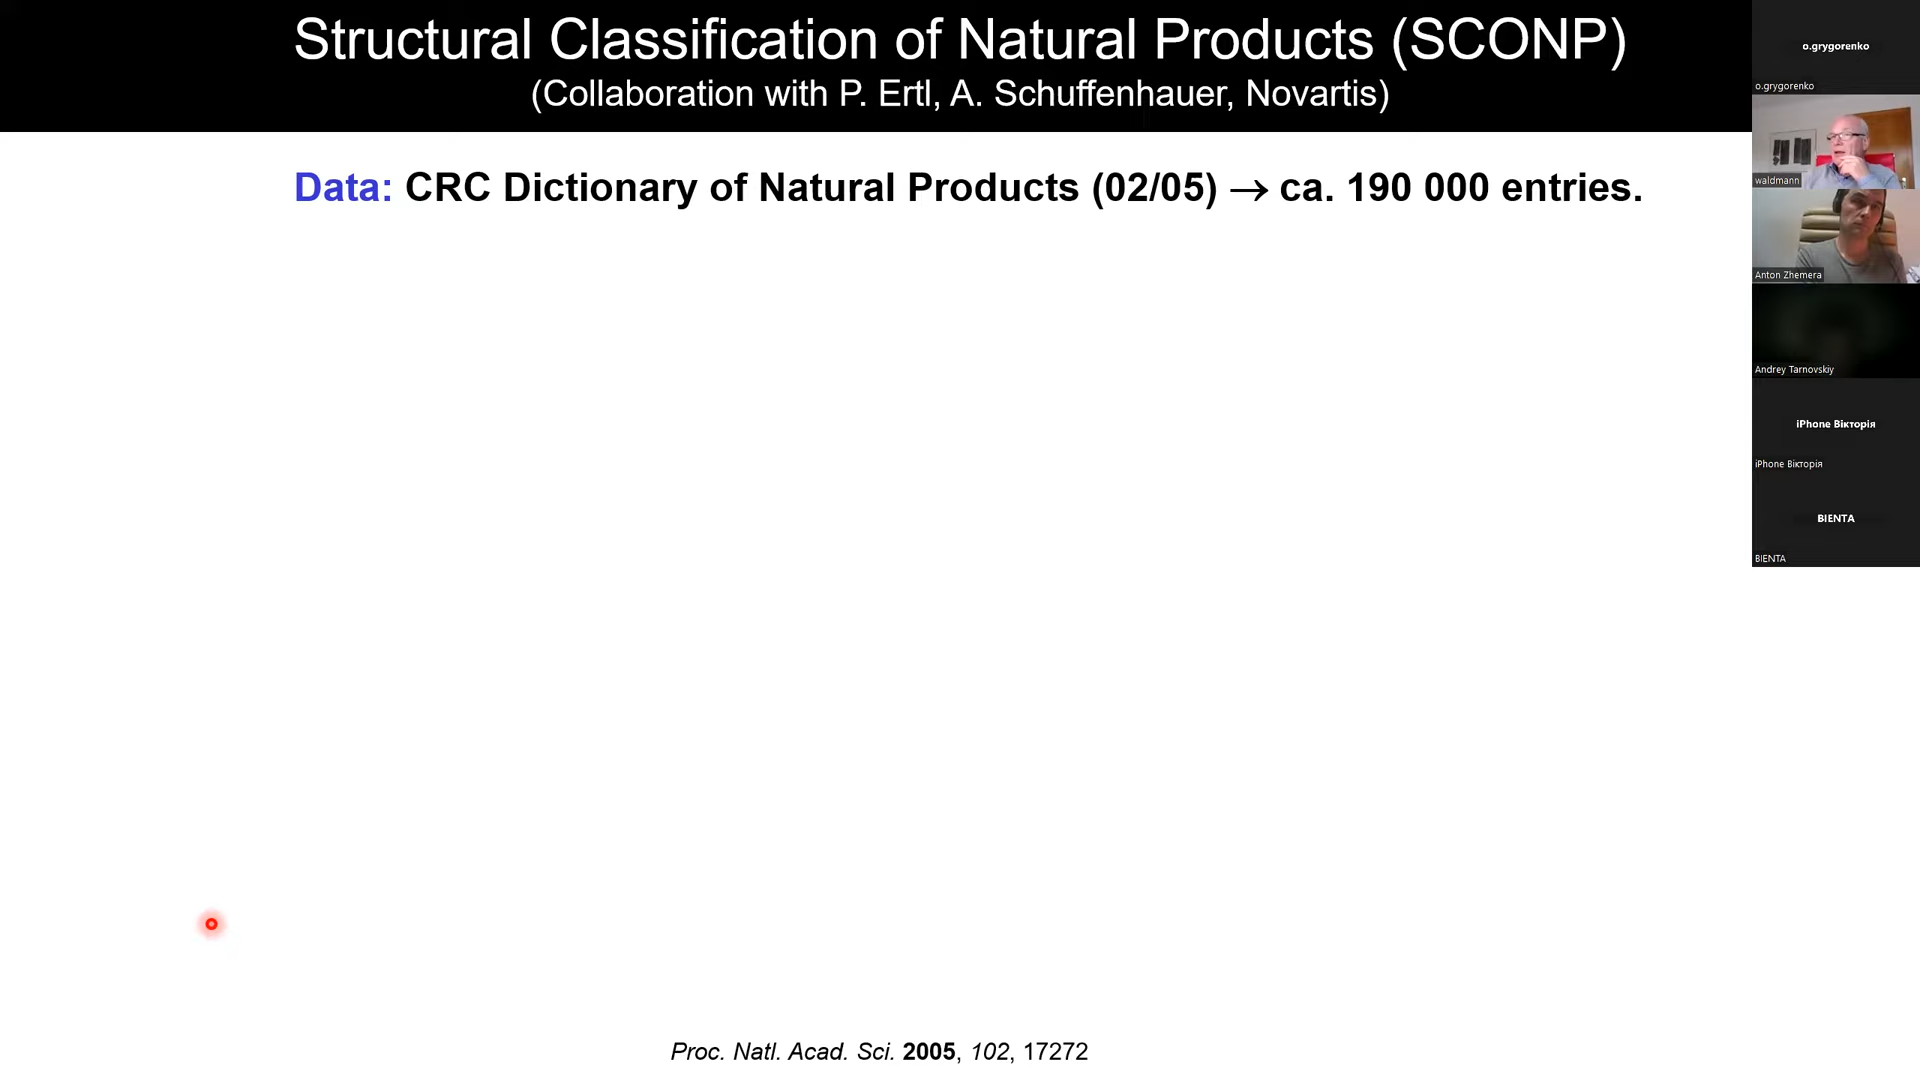 Structural Classification of Natural Products (SCONP)
(Collaboration with P. Ertl, A. Schuffenhauer, Novartis)
Data: CRC Dictionary of Natural Products (02/05) → ca. 190 000 entries.
Proc. Natl. Acad. Sci. 2005, 102, 17272
o.grygorenko
o.grygorenko
waldmann
Anton Zhemera
Andrey Tarnovskiy
iPhone Вікторія
iPhone Вікторія
BIENTA
BIENTA